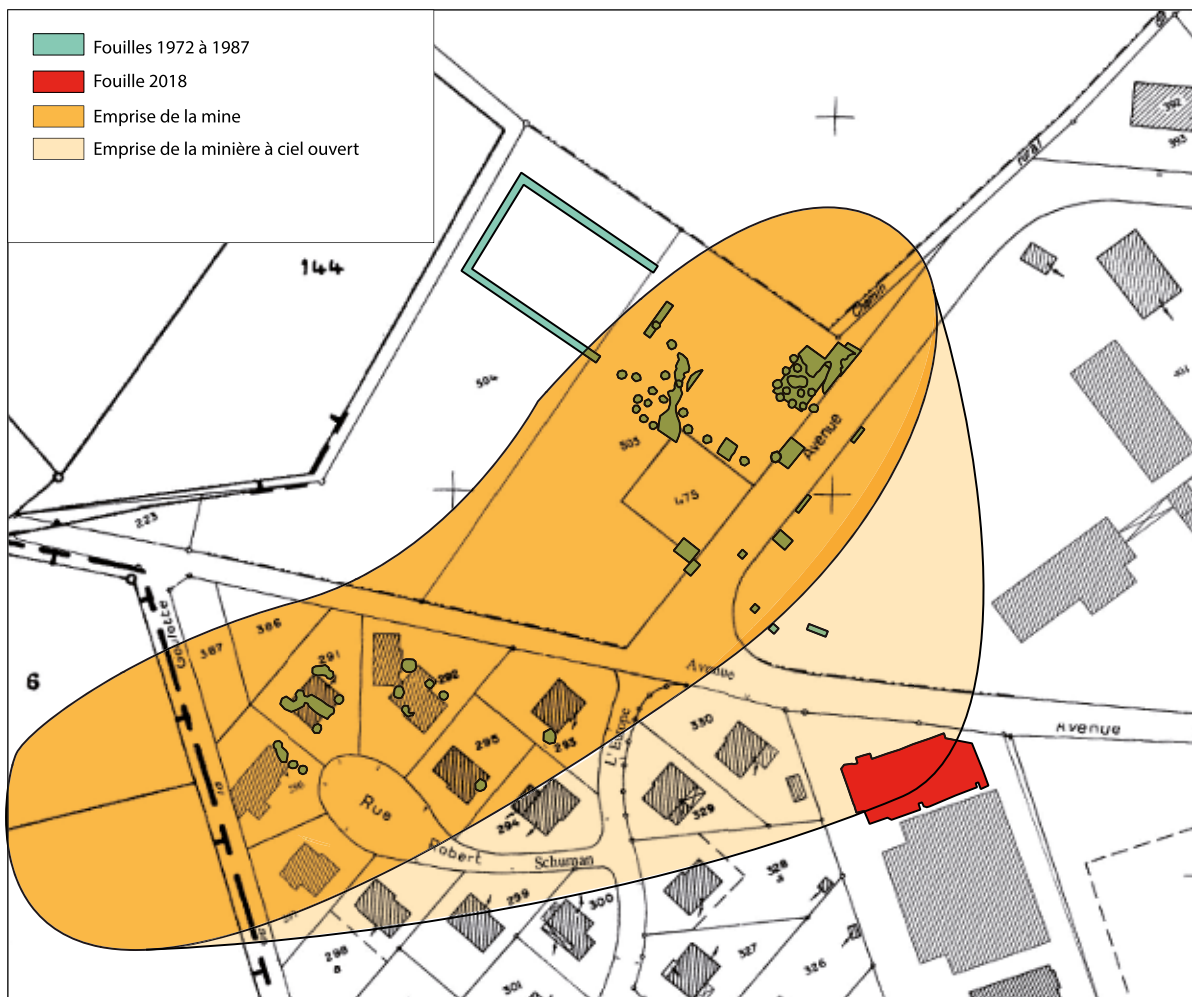 Fouilles 1972 à 1987
Fouille 2018
Emprise de la mine
Emprise de la minière à ciel ouvert
392
393
rural
144
Chemin
504
Avenue
505
475
223
Goulette
386
387
291
6
292
Avenue
Avenue
330
L'Europe
293
295
Rue
329
294
Robert
Schuman
328
a
299
300
298
a
327
326
301